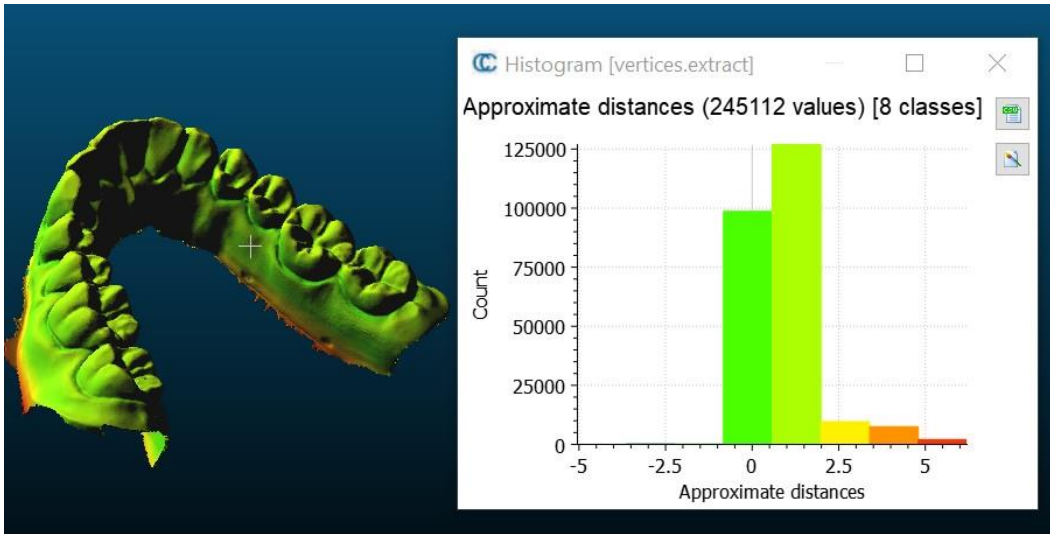 Histogram [vertices.extract]
Approximate distances (245112 values) [8 classes]
125000
100000
75000
50000
25000
0
Count
-5 -2.5 0 2.5 5
Approximate distances